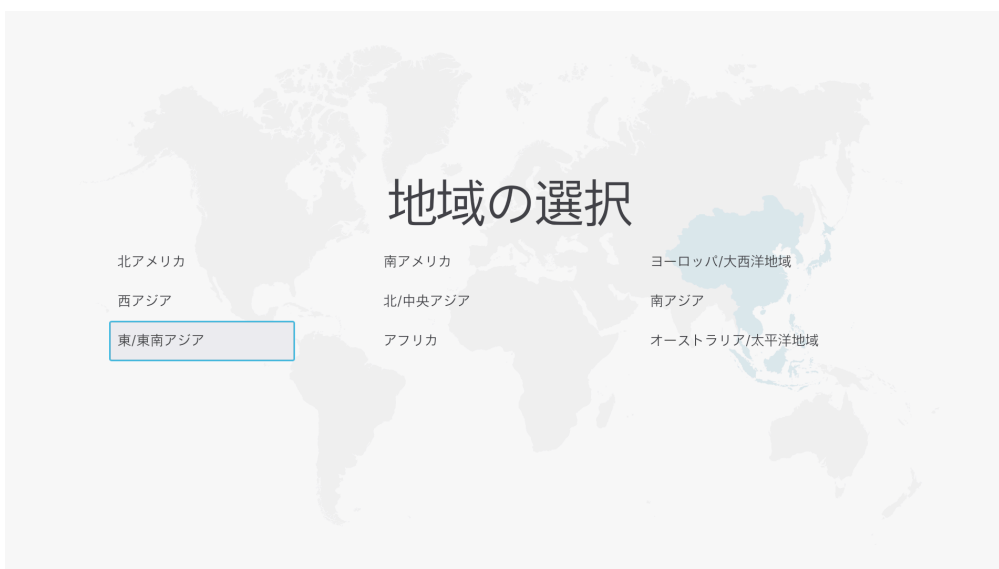 地域の選択
北アメリカ
南アメリカ
ヨーロッパ/大西洋地域
西アジア
北/中央アジア
南アジア
東/東南アジア
アフリカ
オーストラリア/太平洋地域